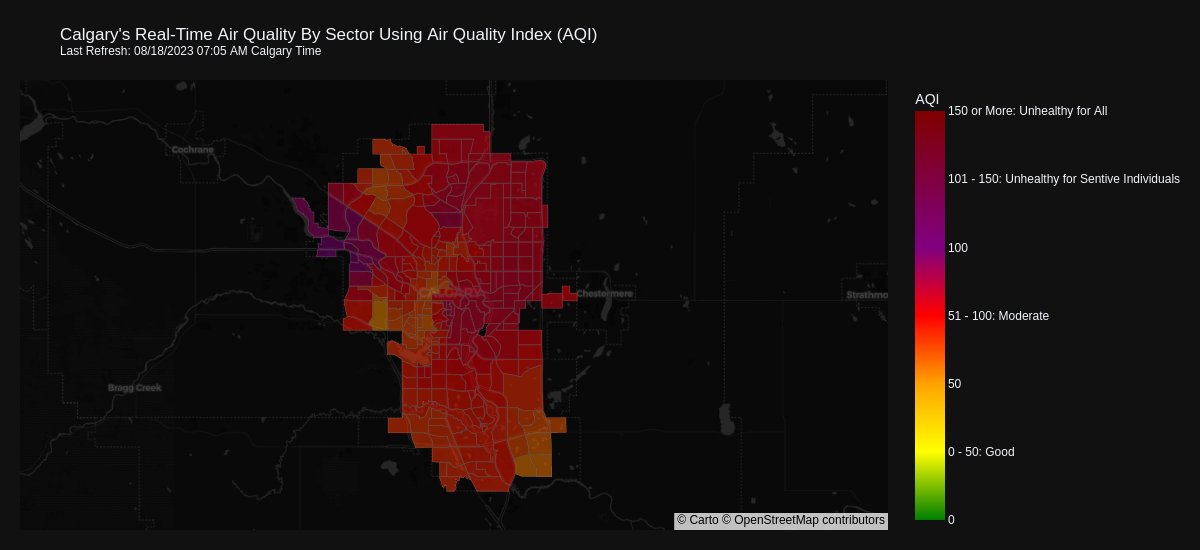 Calgary's Real-Time Air Quality By Sector Using Air Quality Index (AQI)
Last Refresh: 08/18/2023 07:05 AM Calgary Time
AQI
150 or More: Unhealthy for All
Cochrane
101 - 150: Unhealthy for Sentive Individuals
100
CALGARY
Chestermere
Strathmo
51 - 100: Moderate
Bragg Creek
50
0 - 50: Good
© Carto © OpenStreetMap contributors
0